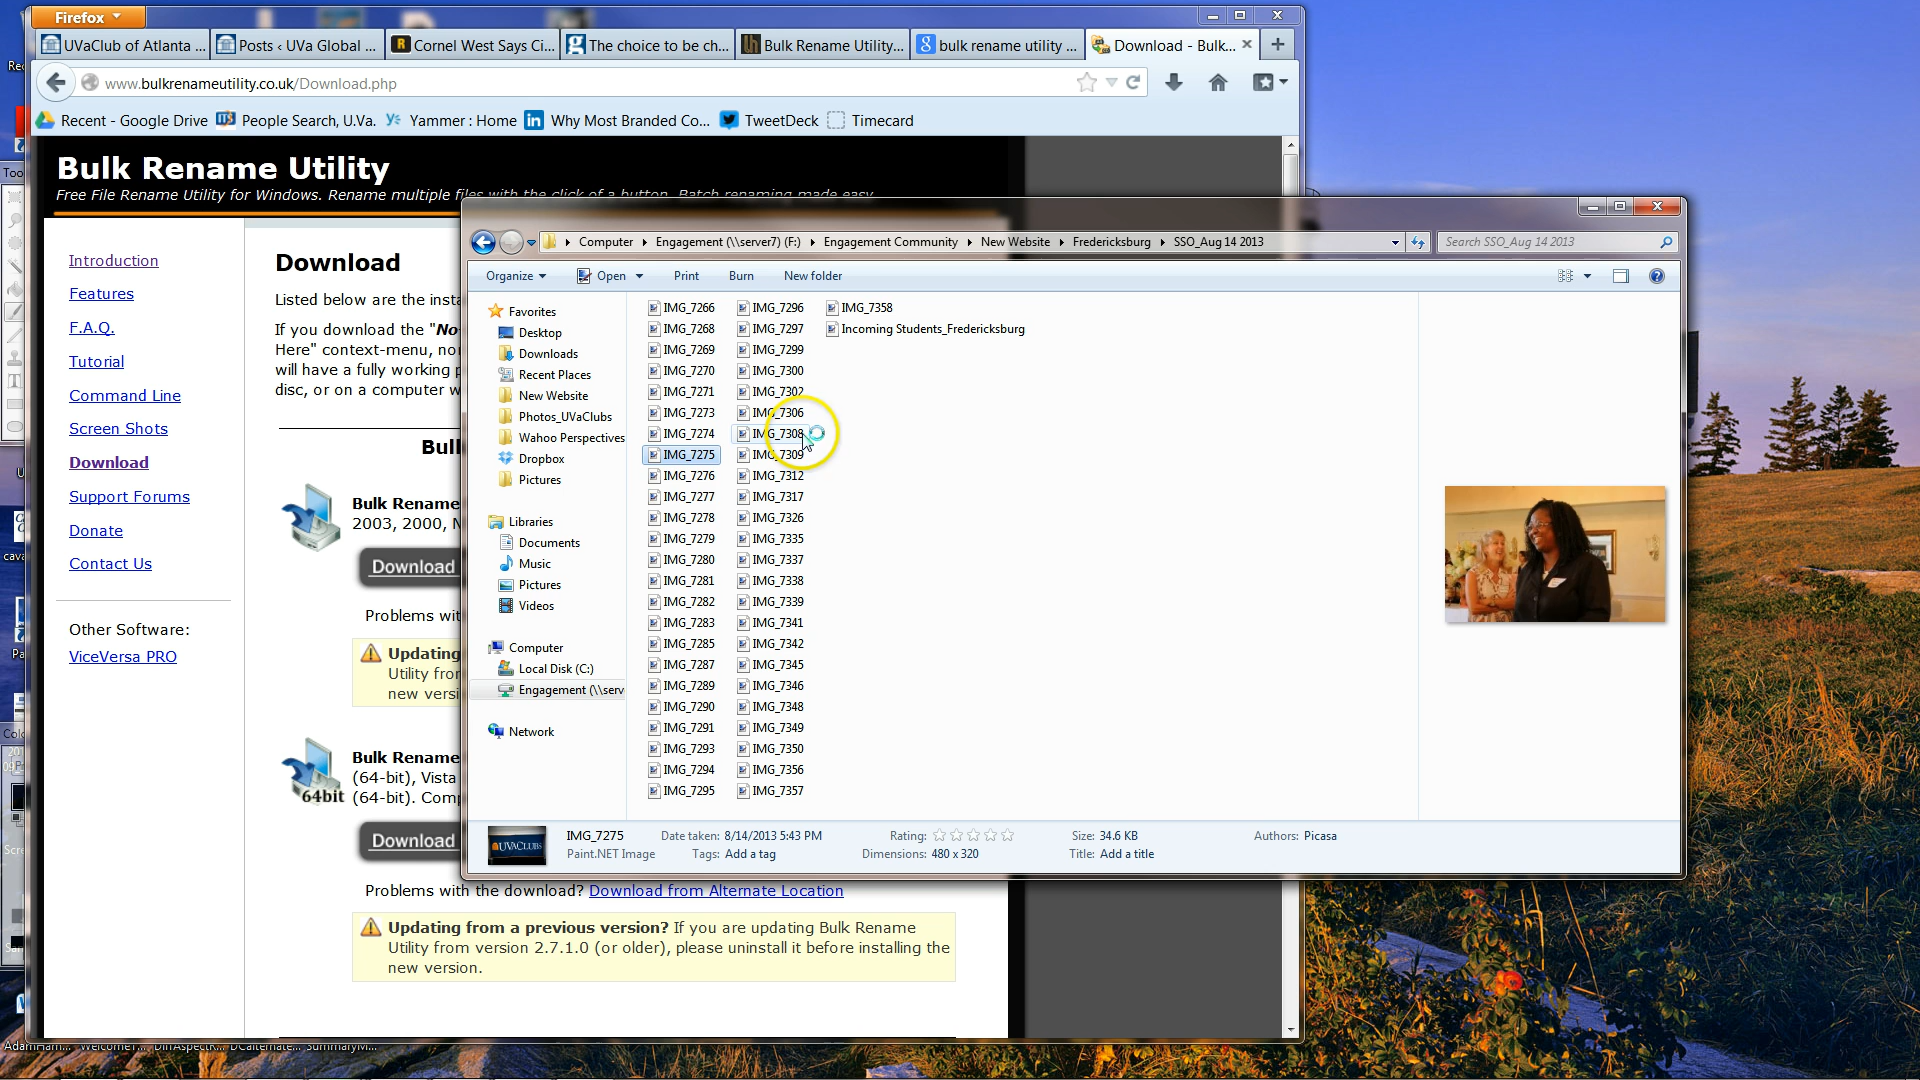 Firefox
UVaClub of Atlanta ...
Posts ‹ UVa Global ...
Cornel West Says Ci...
The choice to be ch...
Bulk Rename Utility...
bulk rename utility ...
Download - Bulk...
www.bulkrenameutility.co.uk/Download.php
Recent - Google Drive
People Search, U.Va.
Yammer : Home
Why Most Branded Co...
TweetDeck
Timecard
Bulk Rename Utility
Free File Rename Utility for Windows. Rename multiple files with the click of a button. Batch renaming made easy
Introduction
Features
F.A.Q.
Tutorial
Command Line
Screen Shots
Download
Support Forums
Donate
Contact Us
Other Software:
ViceVersa PRO
Download
Listed below are the insta
If you download the "No
Here" context-menu, nor
will have a fully working p
disc, or on a computer w
Bul
Bulk Rename
2003, 2000, N
Download
Problems wit
Updating
Utility fror
new versi
Bulk Rename
(64-bit), Vista
64bit
(64-bit). Comp
Download
Problems with the download? Download from Alternate Location
Updating from a previous version? If you are updating Bulk Rename
Utility from version 2.7.1.0 (or older), please uninstall it before installing the
new version.
Computer
Engagement (\\server7) (F:)
Engagement Community
New Website
Fredericksburg
SSO_Aug 14 2013
Search SSO_Aug 14 2013
Organize
Open
Print
Burn
New folder
Favorites
Desktop
Downloads
Recent Places
New Website
Photos_UVaClubs
Wahoo Perspectives
Dropbox
Pictures
Libraries
Documents
Music
Pictures
Videos
Computer
Local Disk (C:)
Engagement (\\serv
Network
IMG_7266
IMG_7268
IMG_7269
IMG_7270
IMG_7271
IMG_7273
IMG_7274
IMG_7275
IMG_7276
IMG_7277
IMG_7278
IMG_7279
IMG_7280
IMG_7281
IMG_7282
IMG_7283
IMG_7285
IMG_7287
IMG_7289
IMG_7290
IMG_7291
IMG_7293
IMG_7294
IMG_7295
IMG_7296
IMG_7297
IMG_7299
IMG_7300
IMG_7302
IMG_7306
IMG_7308
IMG_7309
IMG_7312
IMG_7317
IMG_7326
IMG_7335
IMG_7337
IMG_7338
IMG_7339
IMG_7341
IMG_7342
IMG_7345
IMG_7346
IMG_7348
IMG_7349
IMG_7350
IMG_7356
IMG_7357
IMG_7358
Incoming Students_Fredericksburg
UVACLUBS
IMG_7275
Paint.NET Image
Date taken: 8/14/2013 5:43 PM
Tags: Add a tag
Rating:
Dimensions: 480 x 320
Size: 34.6 KB
Title: Add a title
Authors: Picasa
Rec
Too
cava
Pa
Colo